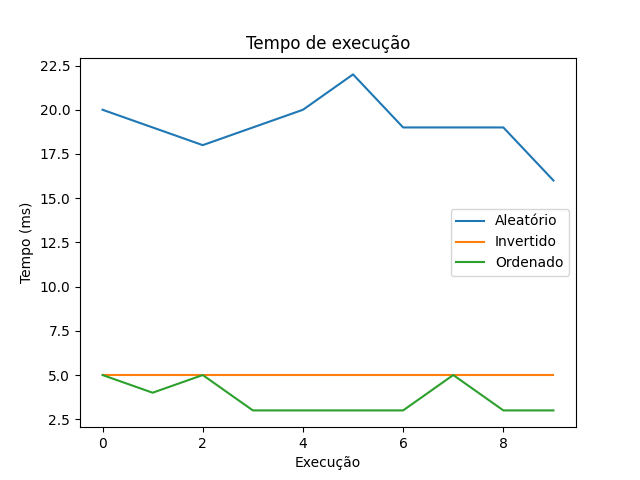 Tempo de execução
22.5
20.0
17.5
15.0
12.5
10.0
7.5
5.0
2.5
Tempo (ms)
Aleatório
Invertido
Ordenado
0 2 4 6 8
Execução